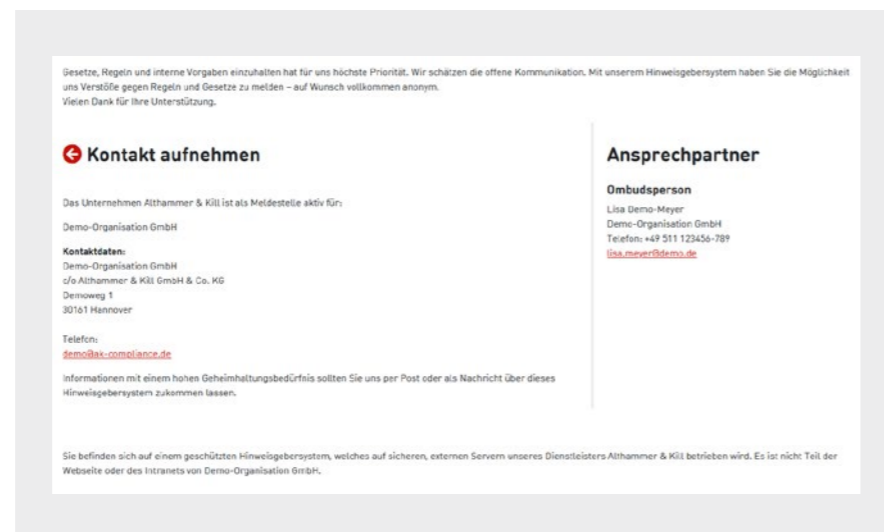 Gesetze, Regeln und interne Vorgaben einzuhalten hat für uns höchste Priorität. Wir schätzen die offene Kommunikation. Mit unserem Hinweisgebersystem haben Sie die Möglichkeit
uns Verstöße gegen Regeln und Gesetze zu melden – auf Wunsch vollkommen anonym.
Vielen Dank für Ihre Unterstützung.
Kontakt aufnehmen
Das Unternehmen Althammer & Kill ist als Meldestelle aktiv für:
Demo-Organisation GmbH
Kontaktdaten:
Demo-Organisation GmbH
c/o Althammer & Kill GmbH & Co. KG
Demoweg 1
30161 Hannover
Telefon:
demo@ak-compliance.de
Informationen mit einem hohen Geheimhaltungsbedürfnis sollten Sie uns per Post oder als Nachricht über dieses
Hinweisgebersystem zukommen lassen.
Ansprechpartner
Ombudsperson
Lisa Demo-Meyer
Demo-Organisation GmbH
Telefon: +49 511 123456-789
lisa.meyer@demo.de
Sie befinden sich auf einem geschützten Hinweisgebersystem, welches auf sicheren, externen Servern unseres Dienstleisters Althammer & Kill betrieben wird. Es ist nicht Teil der
Webseite oder des Intranets von Demo-Organisation GmbH.